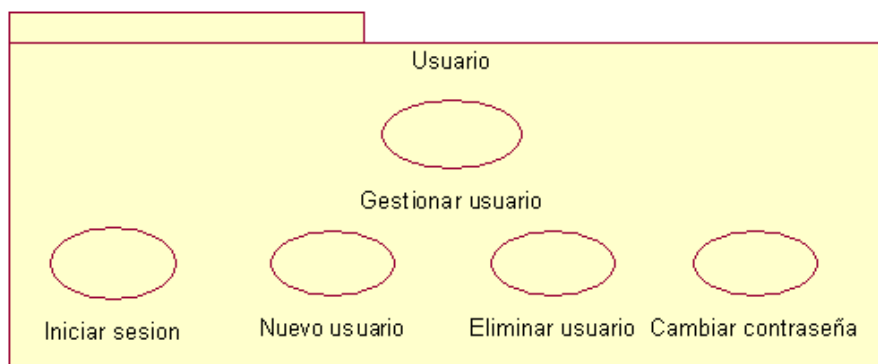 Usuario
Gestionar usuario
Iniciar sesion
Nuevo usuario
Eliminar usuario
Cambiar contraseña